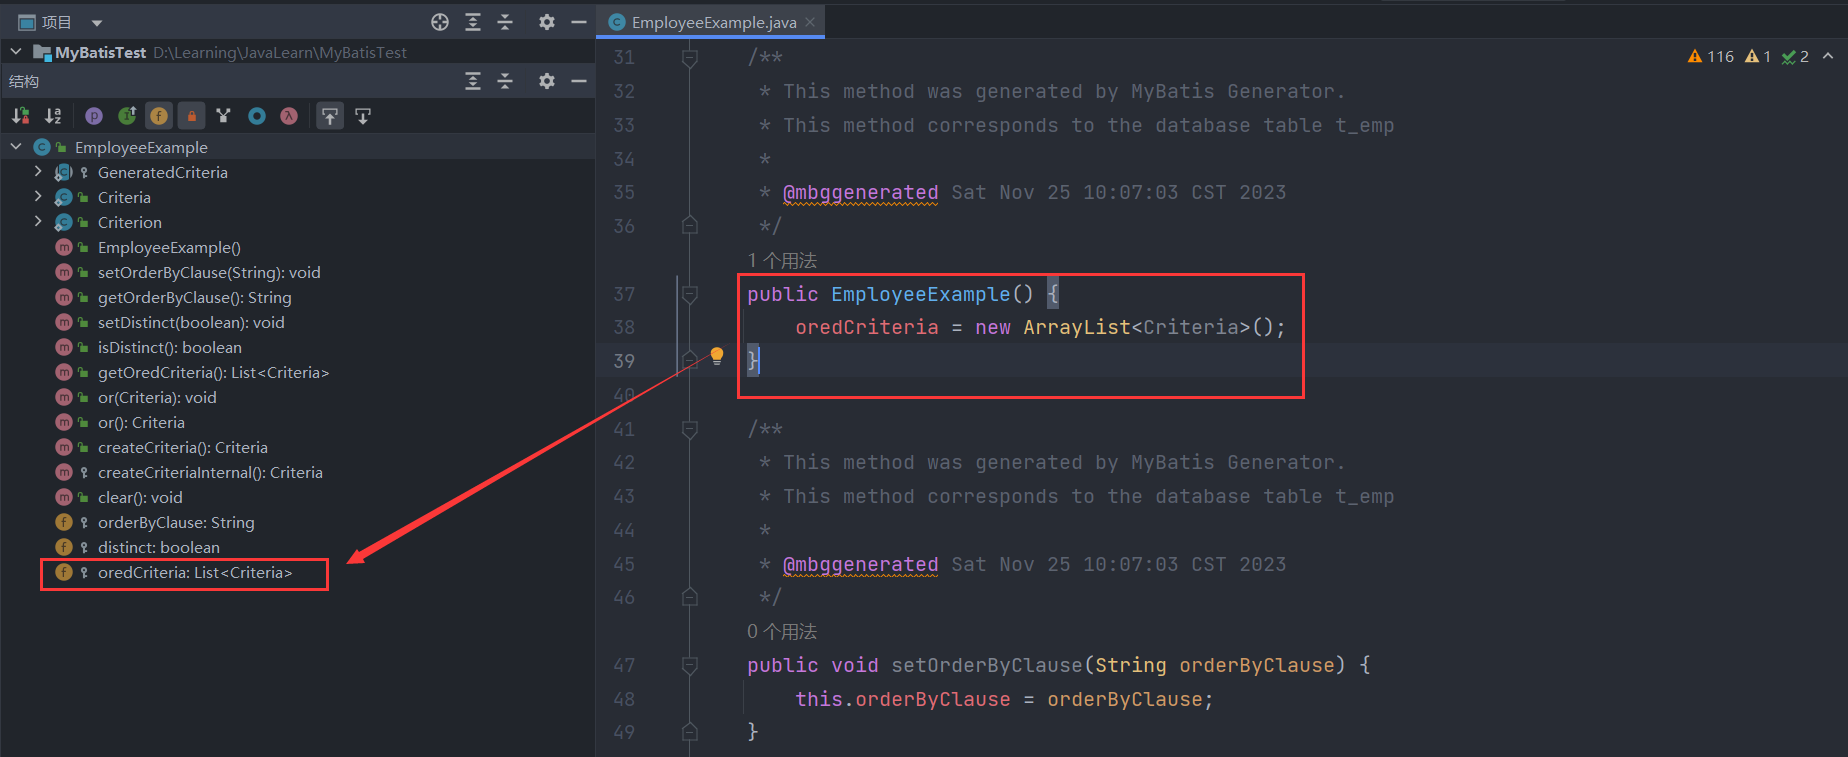 项目
MyBatisTest D:\Learning\JavaLearn\MyBatisTest
结构
EmployeeExample
GeneratedCriteria
Criteria
Criterion
EmployeeExample()
setOrderByClause(String): void
getOrderByClause(): String
setDistinct(boolean): void
isDistinct(): boolean
getOredCriteria(): List<Criteria>
or(Criteria): void
or(): Criteria
createCriteria(): Criteria
createCriteriaInternal(): Criteria
clear(): void
orderByClause: String
distinct: boolean
oredCriteria: List<Criteria>
EmployeeExample.java
116 1 2
31 /**
32 * This method was generated by MyBatis Generator.
33 * This method corresponds to the database table t_emp
34 *
35 * @mbggenerated Sat Nov 25 10:07:03 CST 2023
36 */
1 个用法
37 public EmployeeExample() {
38 oredCriteria = new ArrayList<Criteria>();
39 }
40
41 /**
42 * This method was generated by MyBatis Generator.
43 * This method corresponds to the database table t_emp
44 *
45 * @mbggenerated Sat Nov 25 10:07:03 CST 2023
46 */
0 个用法
47 public void setOrderByClause(String orderByClause) {
48 this.orderByClause = orderByClause;
49 }